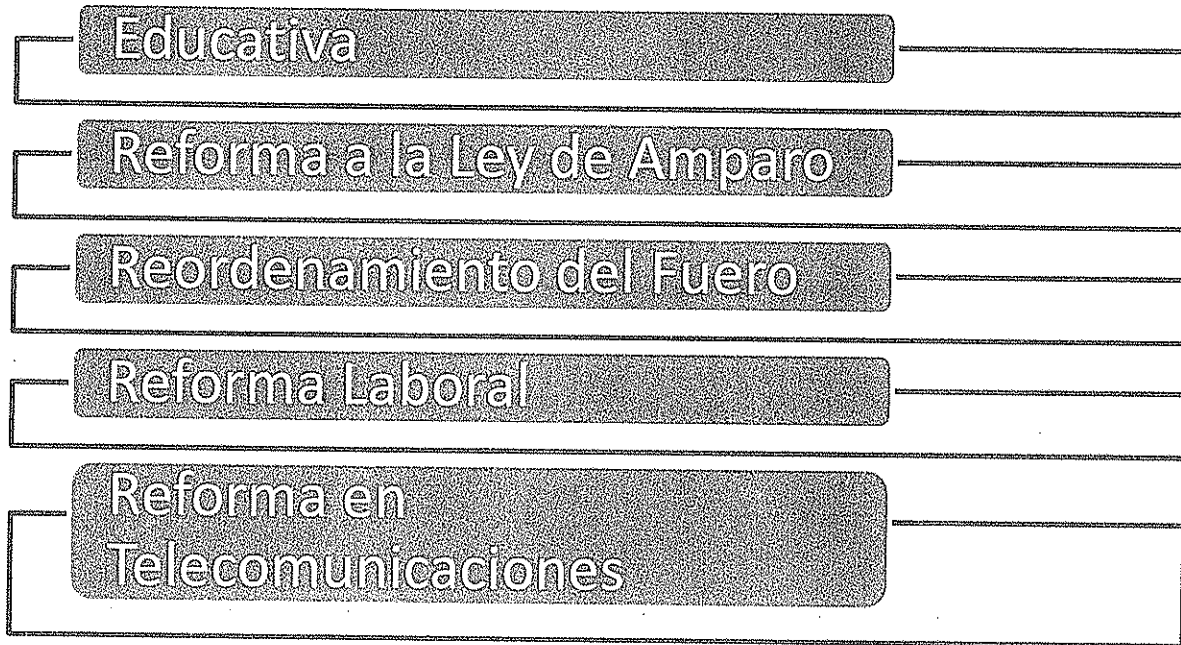 Educativa
Reforma a la Ley de Amparo
Reordenamiento del Fuero
Reforma Laboral
Reforma en
Telecomunicaciones